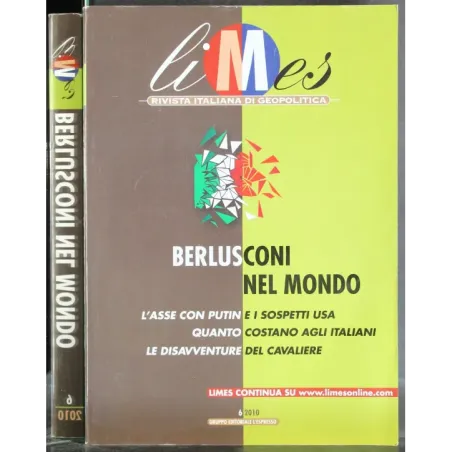 liMes
BERLUSCONI NEL MONDO
6
2010
liMes
RIVISTA ITALIANA DI GEOPOLITICA
BERLUSCONI
NEL MONDO
L'ASSE CON PUTIN E I SOSPETTI USA
QUANTO COSTANO AGLI ITALIANI
LE DISAVVENTURE DEL CAVALIERE
LIMES CONTINUA SU www.limesonline.com
6 2010
GRUPPO EDITORIALE L'ESPRESSO